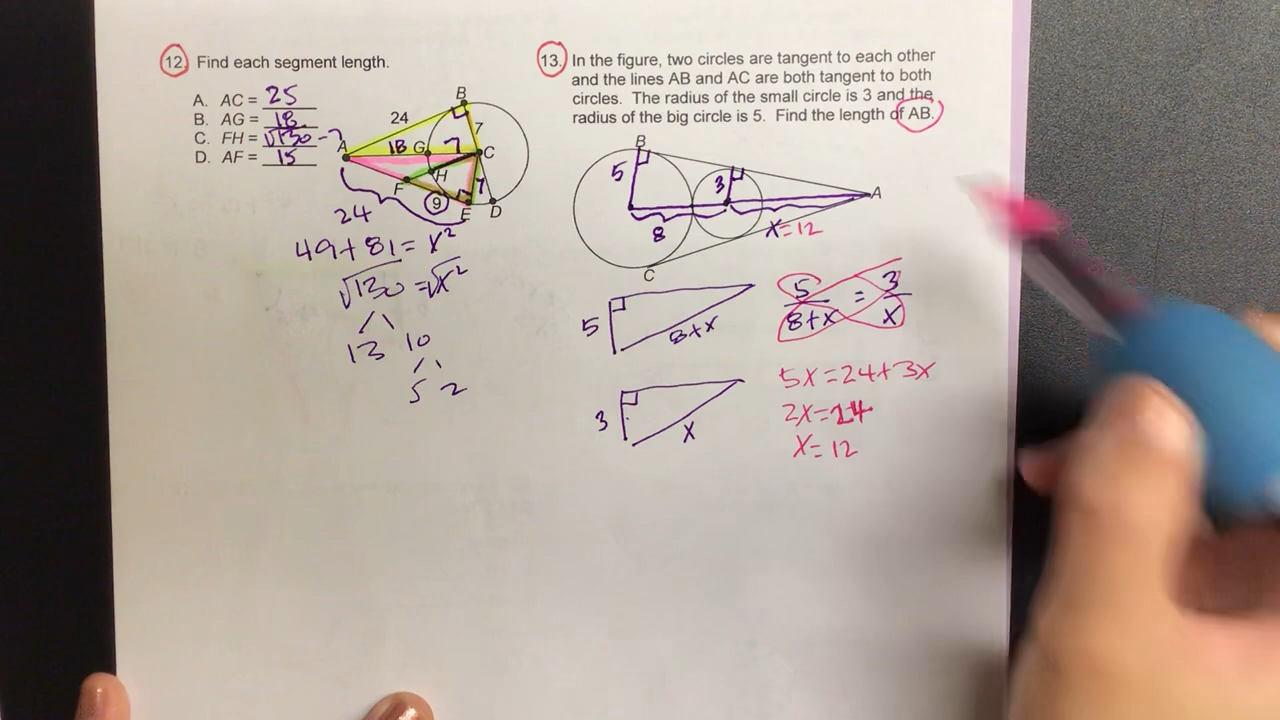 12. Find each segment length.
A. AC = 25
B. AG = 18
C. FH = √130 - 7
D. AF = 15
B
24
7
A
18
G
7
C
H
F
7
9
E
D
24
49+81=x²
√130=√x²
13 10
5 2
13. In the figure, two circles are tangent to each other
and the lines AB and AC are both tangent to both
circles. The radius of the small circle is 3 and the
radius of the big circle is 5. Find the length of AB.
B
5
3
A
8
x=12
C
5
8+x
5/8+x = 3/x
3
x
5x=24+3x
2x=24
x=12